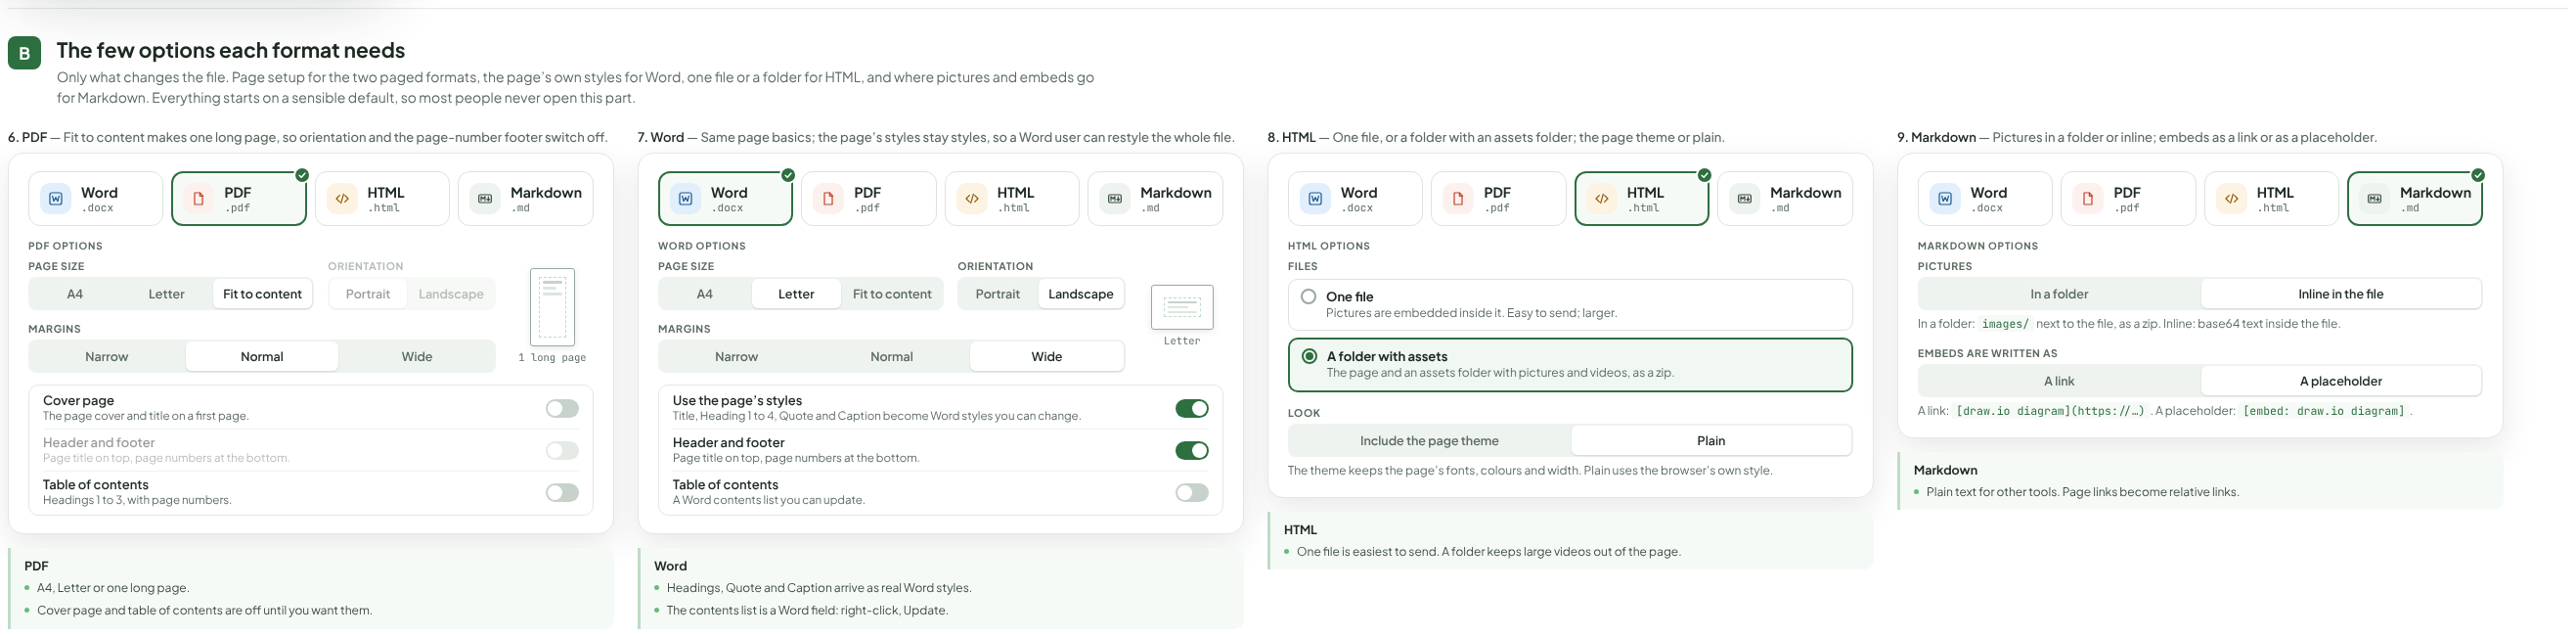 B
The few options each format needs
Only what changes the file. Page setup for the two paged formats, the page's own styles for Word, one file or a folder for HTML, and where pictures and embeds go
for Markdown. Everything starts on a sensible default, so most people never open this part.
6. PDF — Fit to content makes one long page, so orientation and the page-number footer switch off.
Word
.docx
PDF
.pdf
HTML
.html
Markdown
.md
PDF OPTIONS
PAGE SIZE
A4 Letter Fit to content
ORIENTATION
Portrait Landscape
MARGINS
Narrow Normal Wide
1 long page
Cover page
The page cover and title on a first page.
Header and footer
Page title on top, page numbers at the bottom.
Table of contents
Headings 1 to 3, with page numbers.
PDF
A4, Letter or one long page.
Cover page and table of contents are off until you want them.
7. Word — Same page basics; the page's styles stay styles, so a Word user can restyle the whole file.
Word
.docx
PDF
.pdf
HTML
.html
Markdown
.md
WORD OPTIONS
PAGE SIZE
A4 Letter Fit to content
ORIENTATION
Portrait Landscape
MARGINS
Narrow Normal Wide
Letter
Use the page's styles
Title, Heading 1 to 4, Quote and Caption become Word styles you can change.
Header and footer
Page title on top, page numbers at the bottom.
Table of contents
A Word contents list you can update.
Word
Headings, Quote and Caption arrive as real Word styles.
The contents list is a Word field: right-click, Update.
8. HTML — One file, or a folder with an assets folder; the page theme or plain.
Word
.docx
PDF
.pdf
HTML
.html
Markdown
.md
HTML OPTIONS
FILES
One file
Pictures are embedded inside it. Easy to send; larger.
A folder with assets
The page and an assets folder with pictures and videos, as a zip.
LOOK
Include the page theme Plain
The theme keeps the page's fonts, colours and width. Plain uses the browser's own style.
HTML
One file is easiest to send. A folder keeps large videos out of the page.
9. Markdown — Pictures in a folder or inline; embeds as a link or as a placeholder.
Word
.docx
PDF
.pdf
HTML
.html
Markdown
.md
MARKDOWN OPTIONS
PICTURES
In a folder Inline in the file
In a folder: images/ next to the file, as a zip. Inline: base64 text inside the file.
EMBEDS ARE WRITTEN AS
A link A placeholder
A link: [draw.io diagram](https://…) . A placeholder: [embed: draw.io diagram] .
Markdown
Plain text for other tools. Page links become relative links.